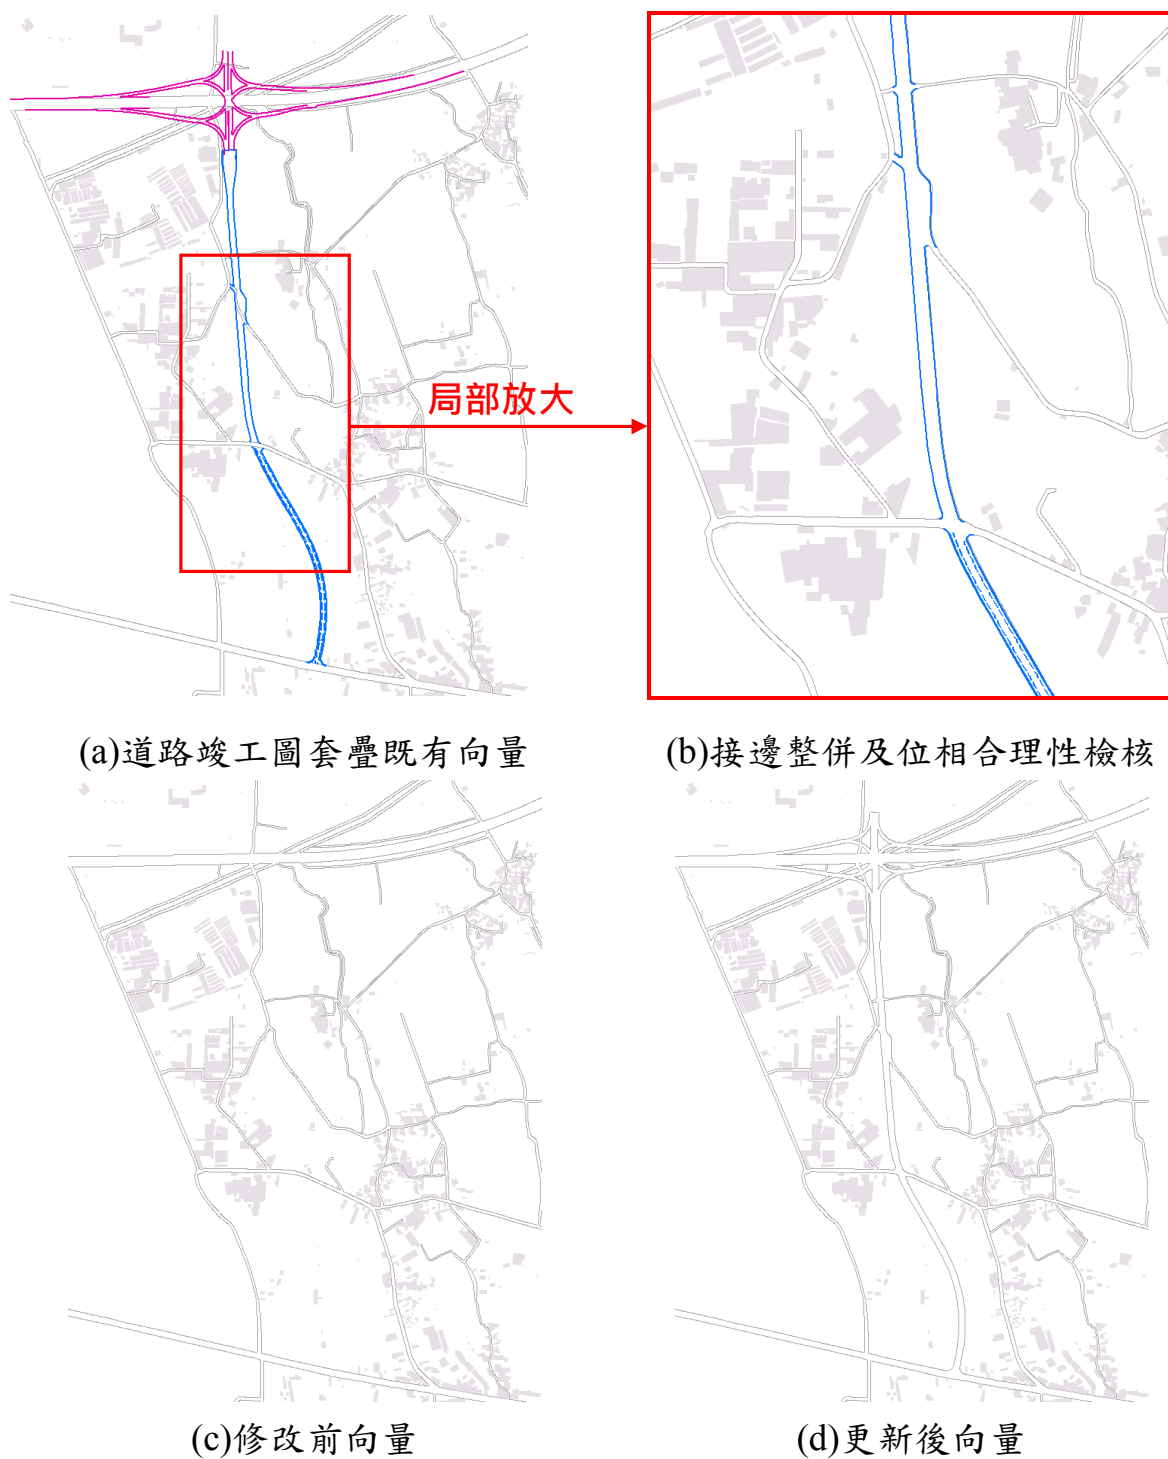 局部放大
(a)道路竣工圖套疊既有向量
(b)接邊整併及位相合理性檢核
(c)修改前向量
(d)更新後向量